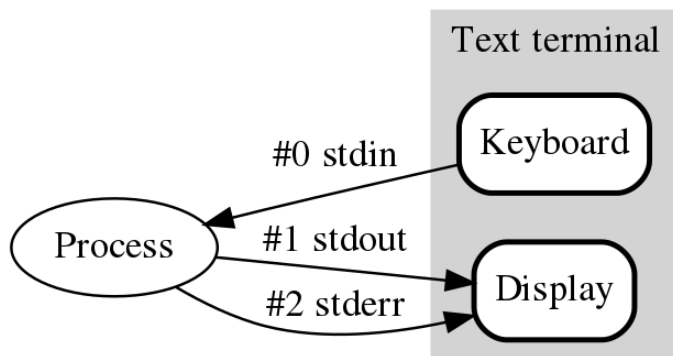 Text terminal
Keyboard
#0 stdin
Process
#1 stdout
#2 stderr
Display